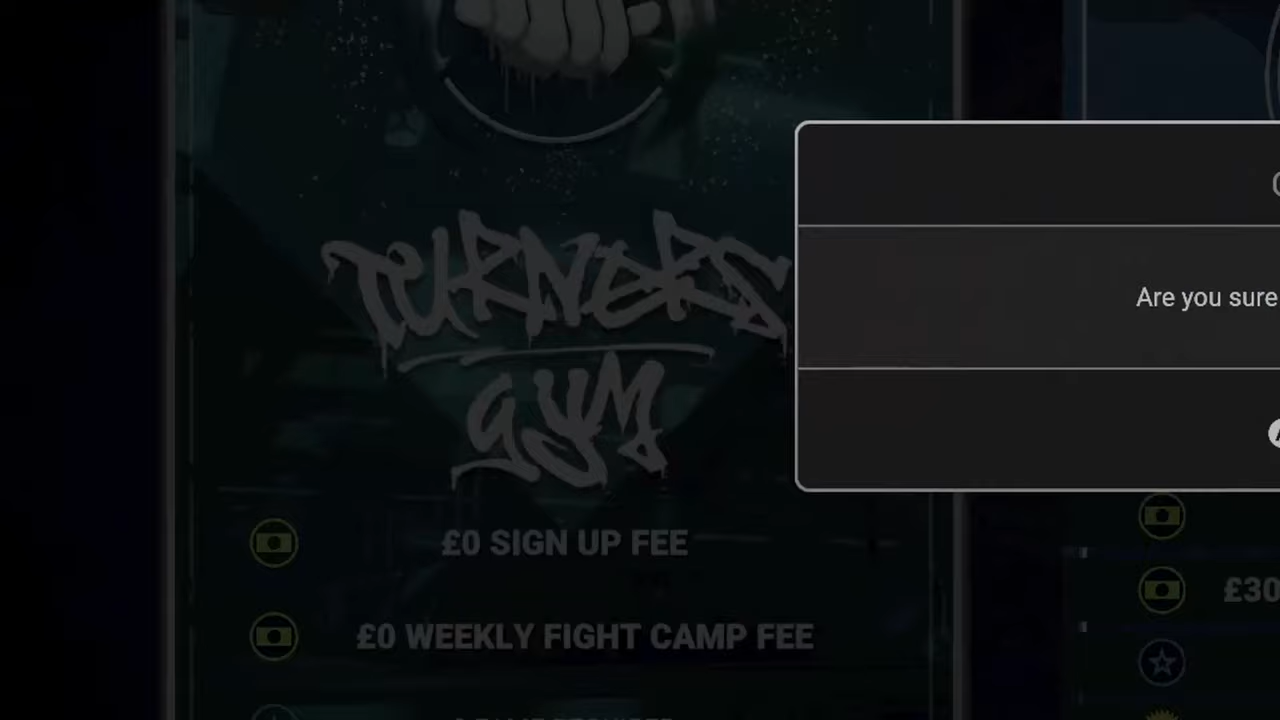 TURNERS
GYM
Are you sure
£0 SIGN UP FEE
£0 WEEKLY FIGHT CAMP FEE
£30